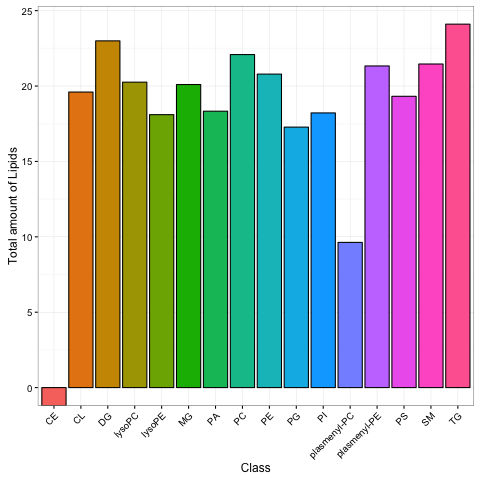 Total amount of Lipids
25
20
15
10
5
0
CE
CL
DG
lysoPC
lysoPE
MG
PA
PC
PE
PG
PI
plasmenyl-PC
plasmenyl-PE
PS
SM
TG
Class